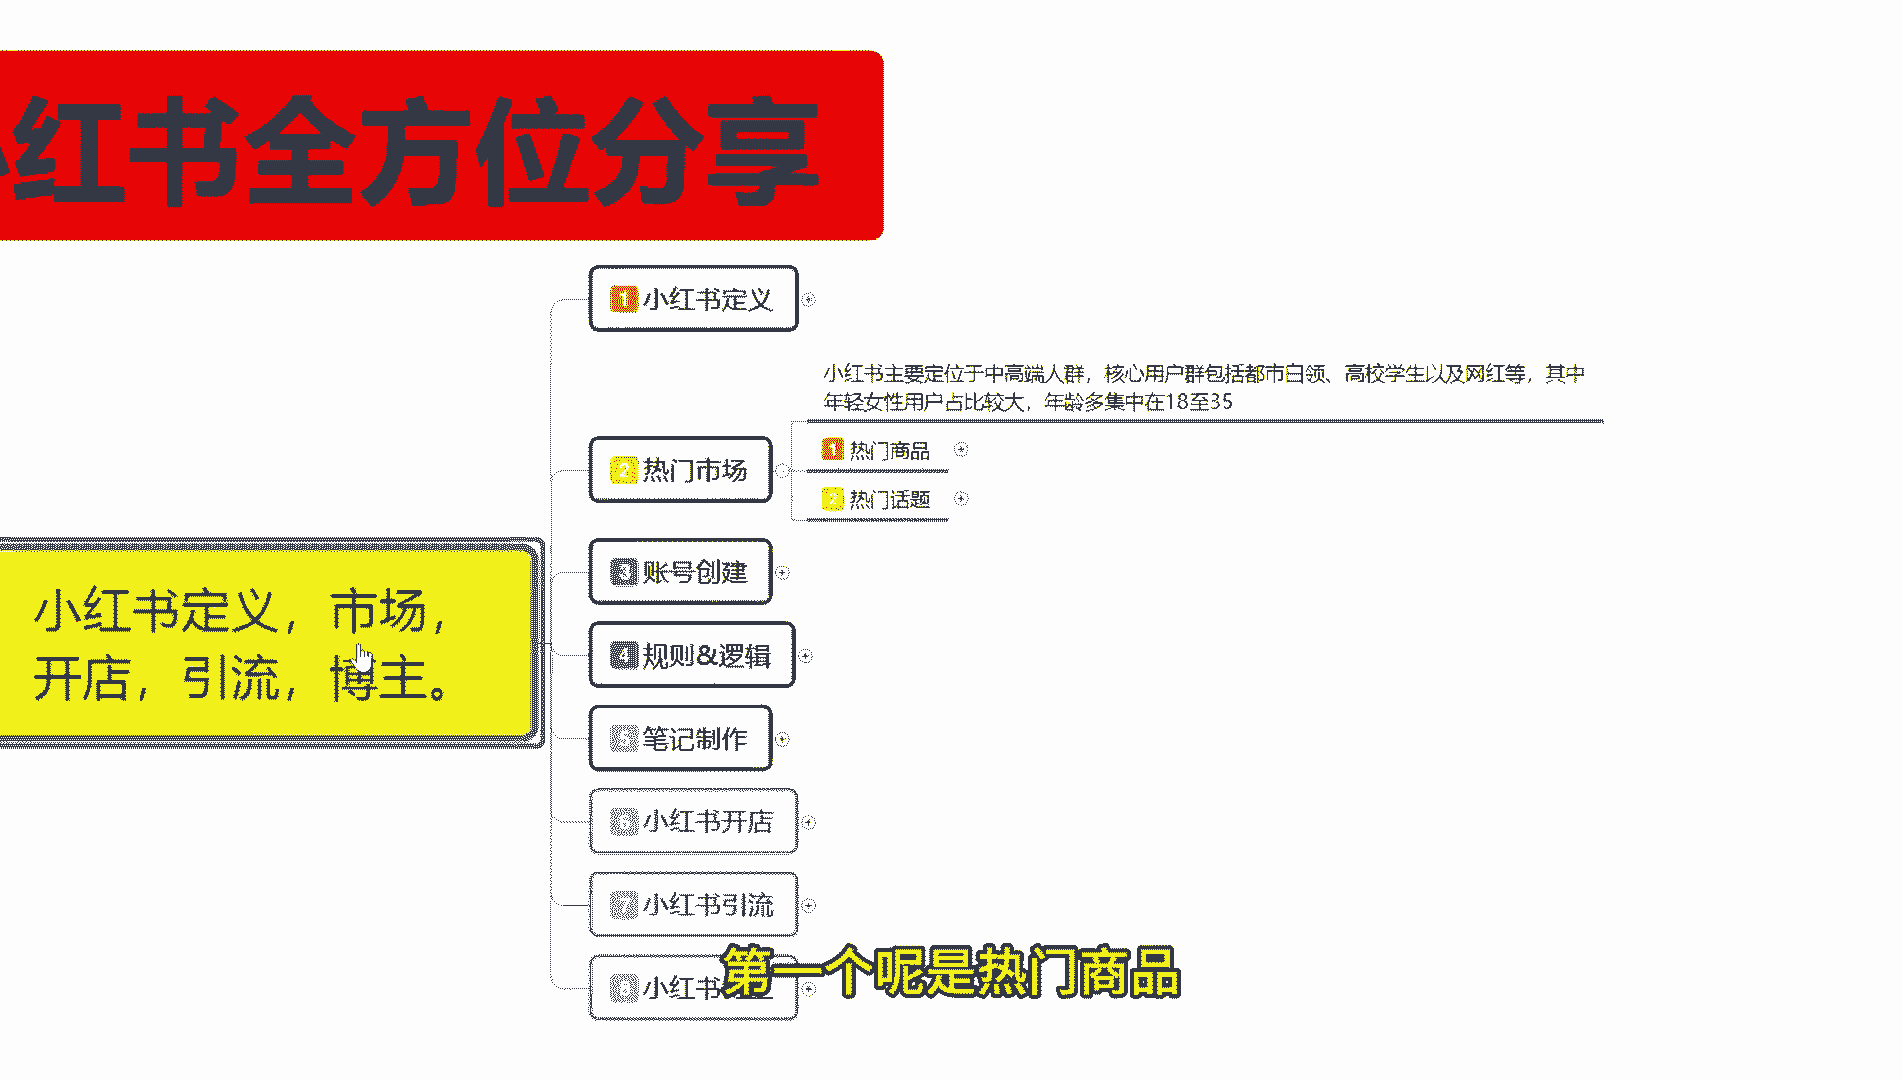 红书全方位分享
1 小红书定义
小红书主要定位于中高端人群，核心用户群包括都市白领、高校学生以及网红等，其中
年轻女性用户占比较大，年龄多集中在18至35
2 热门市场
1 热门商品
2 热门话题
3 账号创建
小红书定义，市场，
开店，引流，博主。
4 规则&逻辑
5 笔记制作
6 小红书开店
7 小红书引流
8 小红书
第一个呢是热门商品